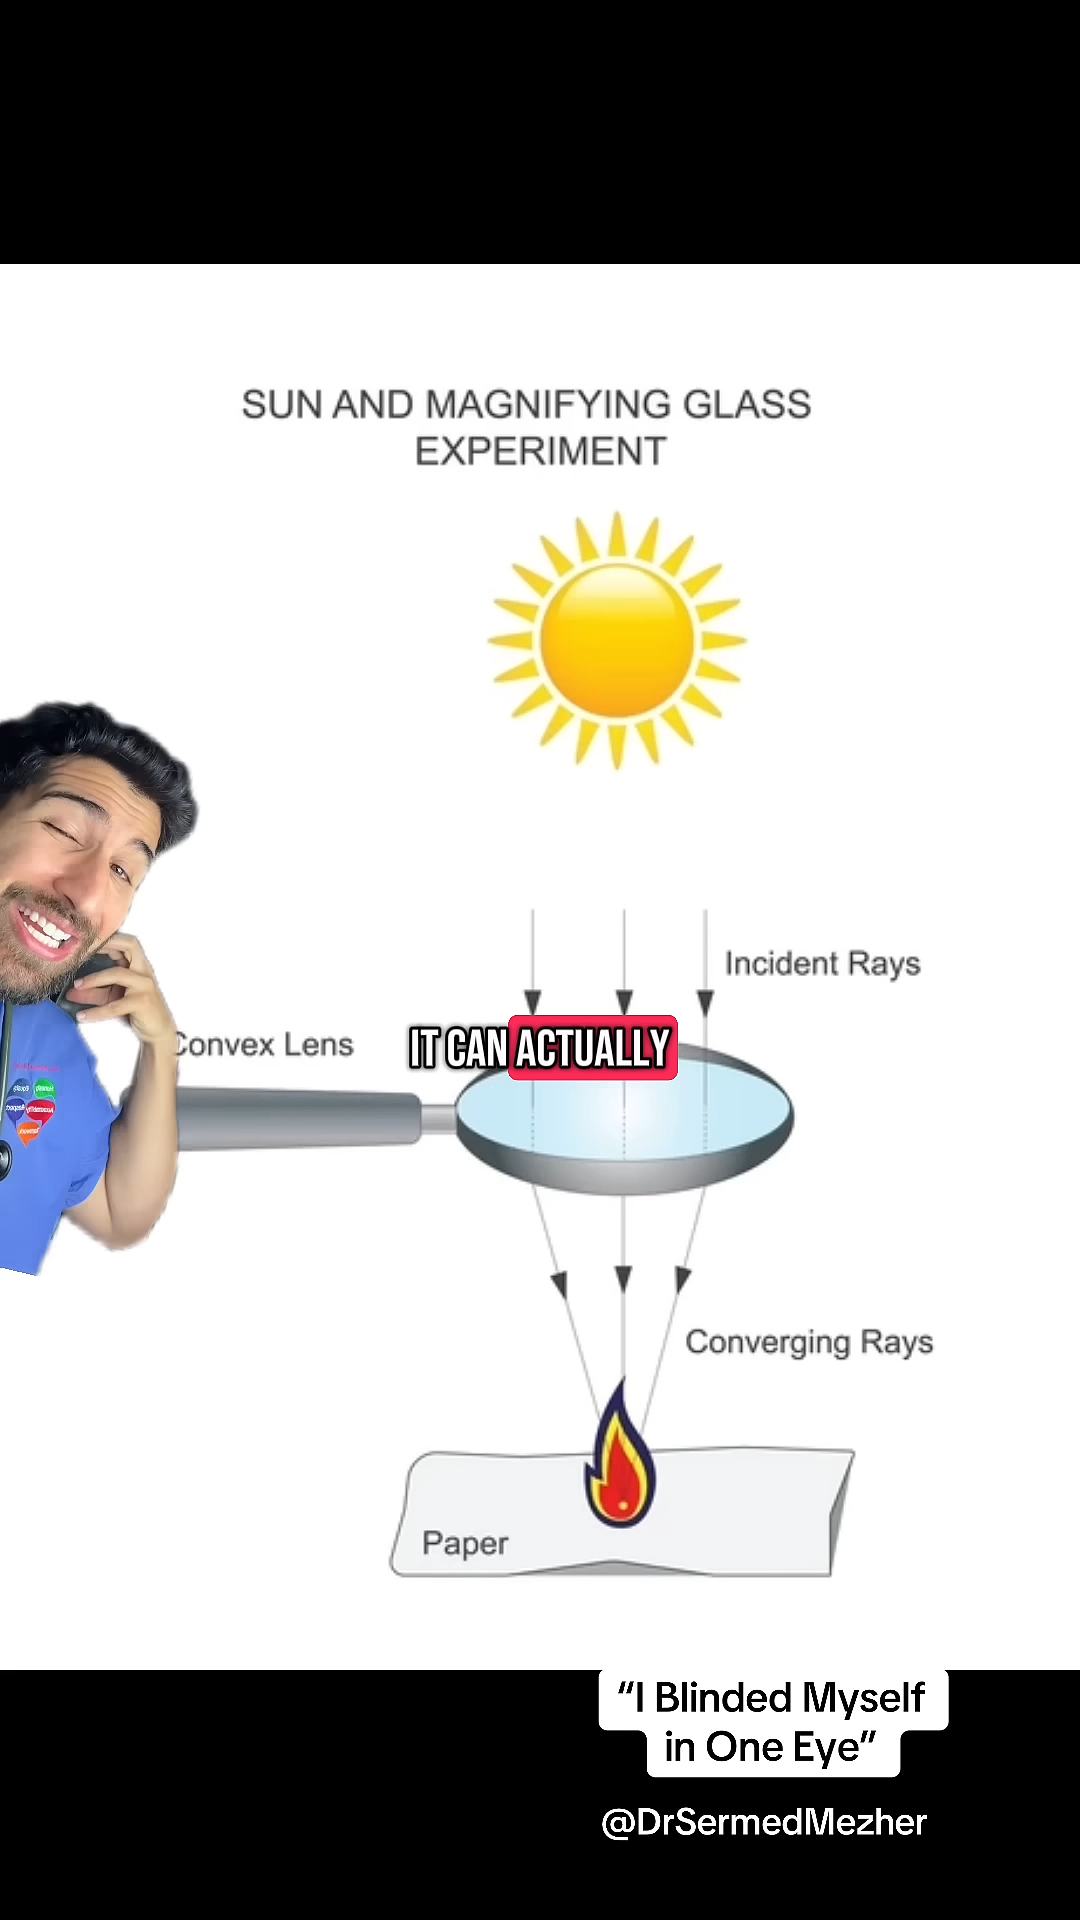 SUN AND MAGNIFYING GLASS
EXPERIMENT
Incident Rays
Convex Lens
IT CAN ACTUALLY
Converging Rays
Paper
“I Blinded Myself
in One Eye”
@DrSermedMezher